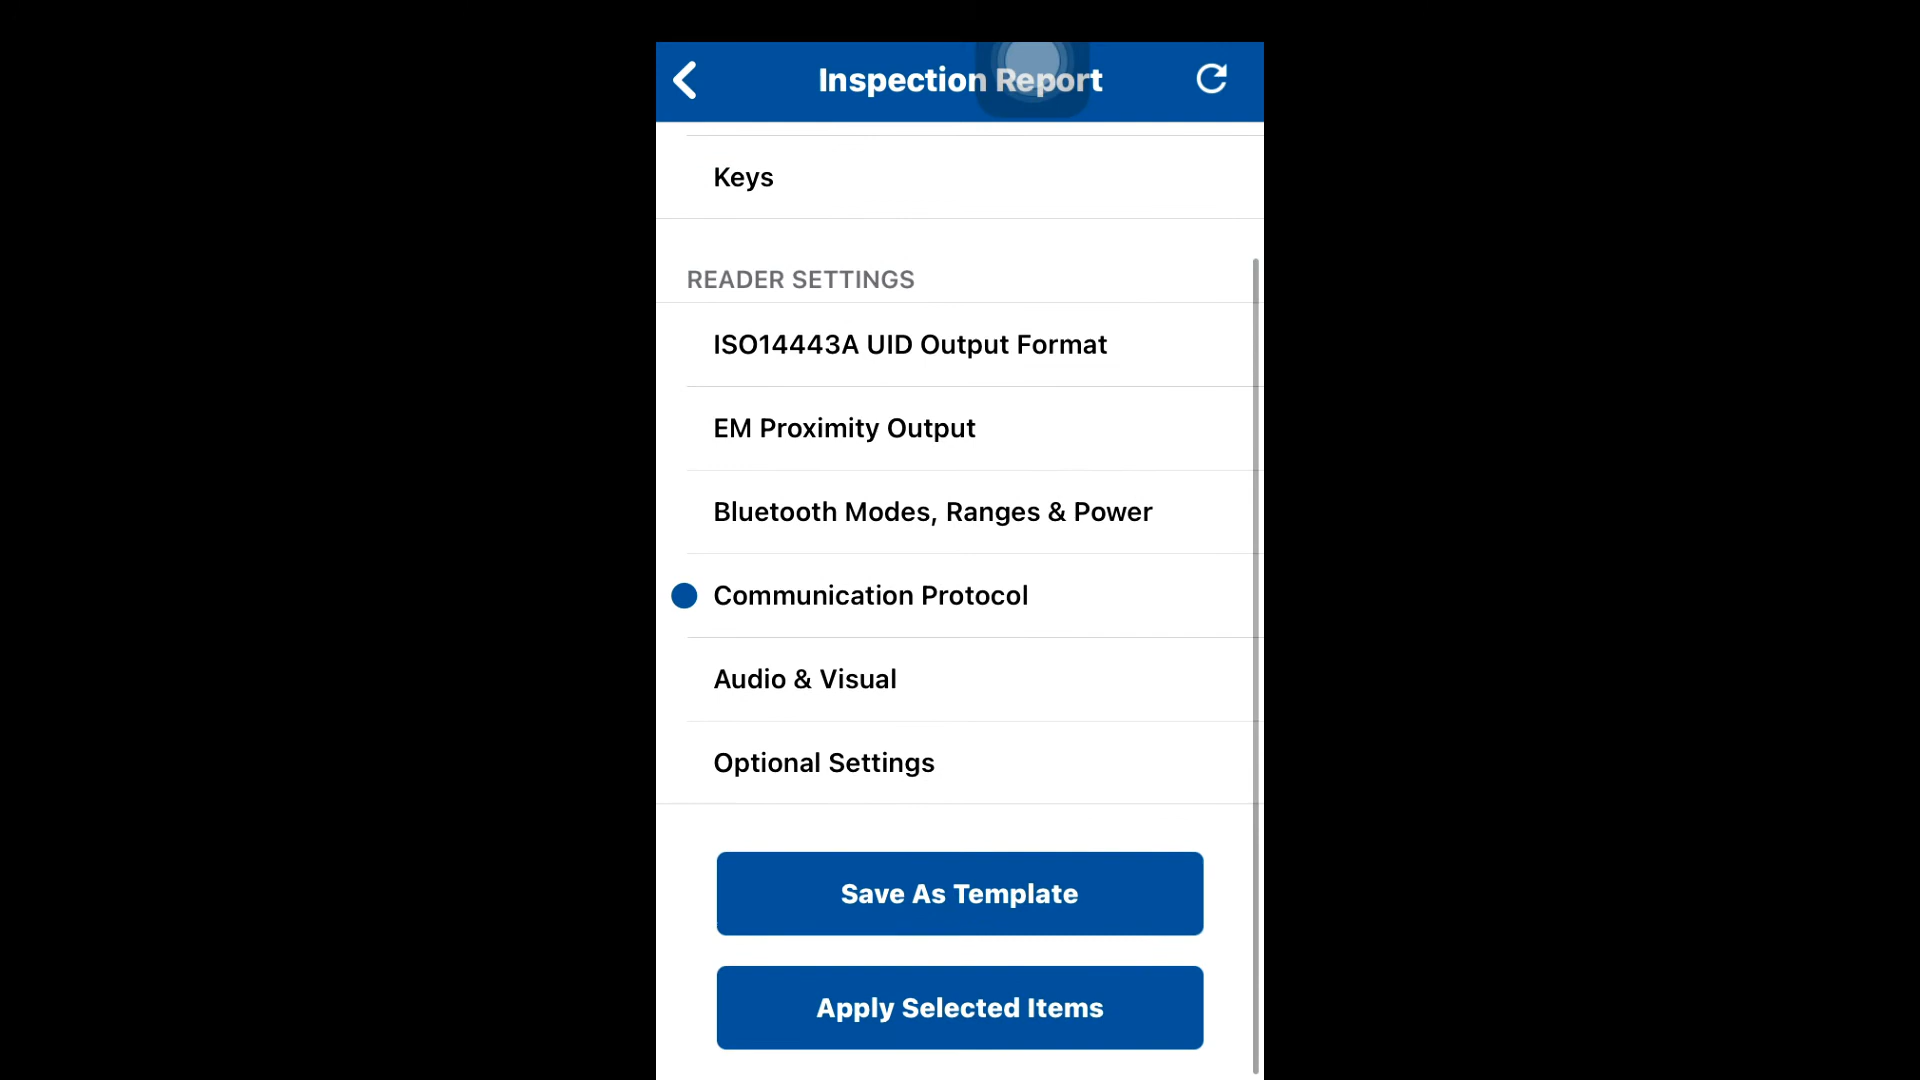 Inspection Report
Keys
READER SETTINGS
ISO14443A UID Output Format
EM Proximity Output
Bluetooth Modes, Ranges & Power
Communication Protocol
Audio & Visual
Optional Settings
Save As Template
Apply Selected Items